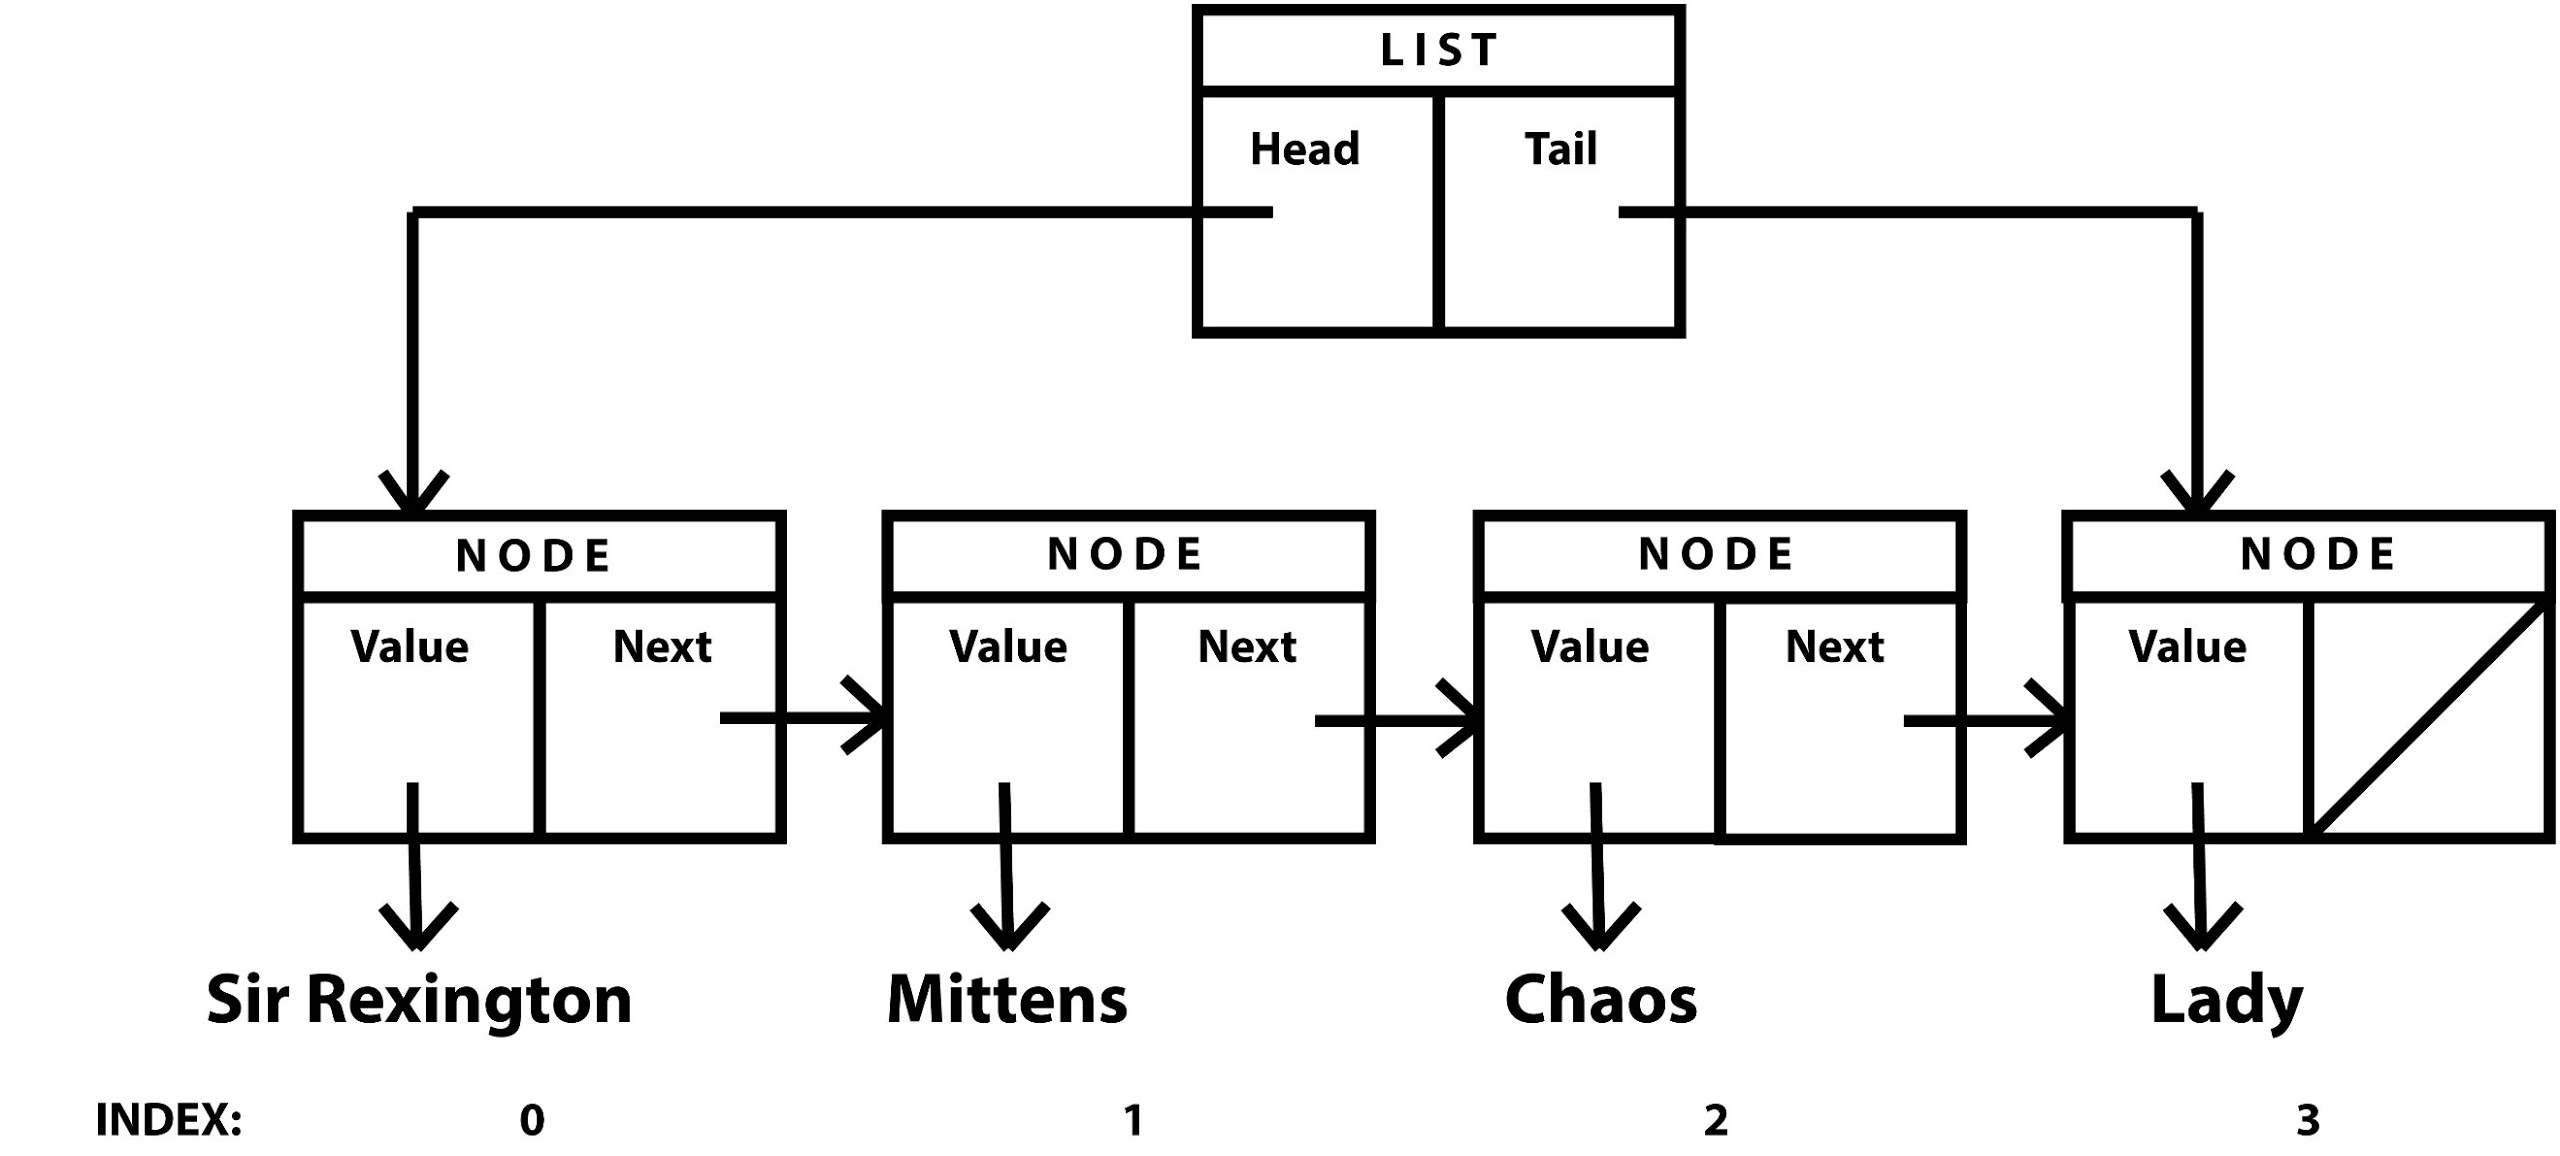 LIST
Head Tail
NODE NODE NODE NODE
Value Next Value Next Value Next Value
Sir Rexington Mittens Chaos Lady
INDEX: 0 1 2 3